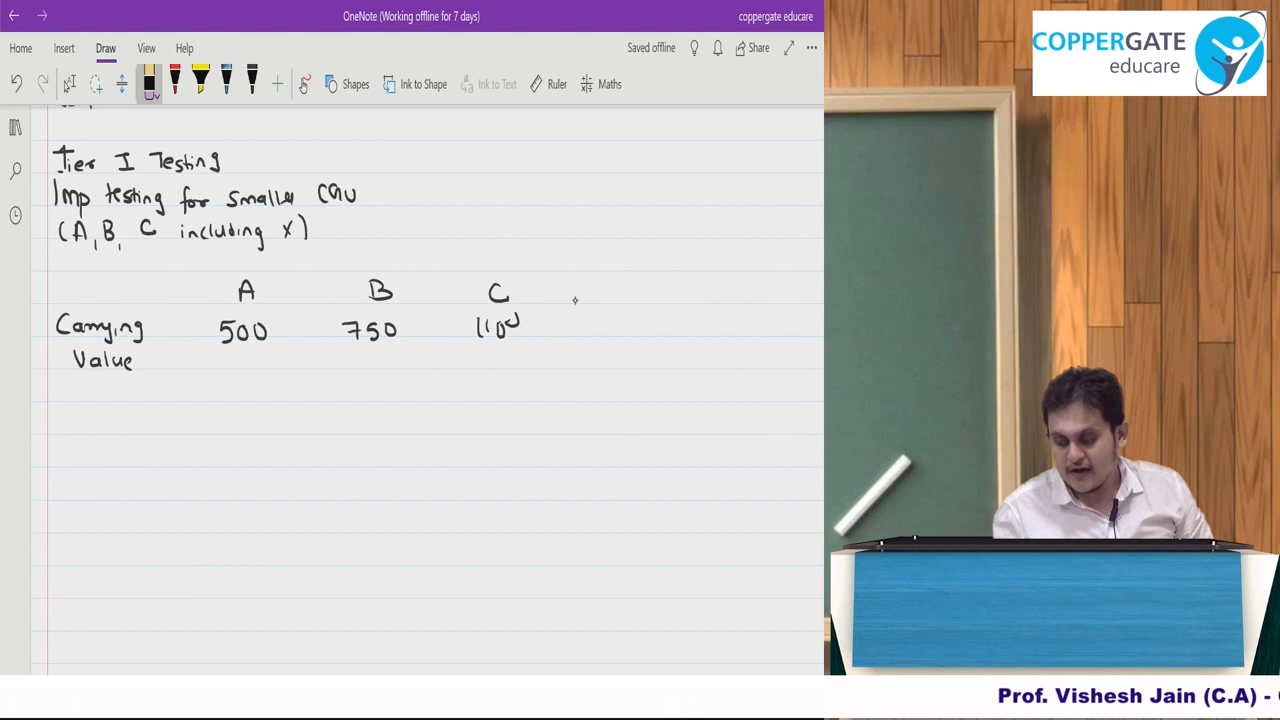 OneNote (Working offline for 7 days)
coppergate educare
Home Insert Draw View Help
Saved offline
Share
Shapes
Ink to Shape
Ink to Text
Ruler
Maths
COPPERGATE
educare
Tier I Testing
Imp testing for smaller CGU
(A, B, C including X)
A B C
Carrying 500 750 1100
Value
Prof. Vishesh Jain (C.A) -